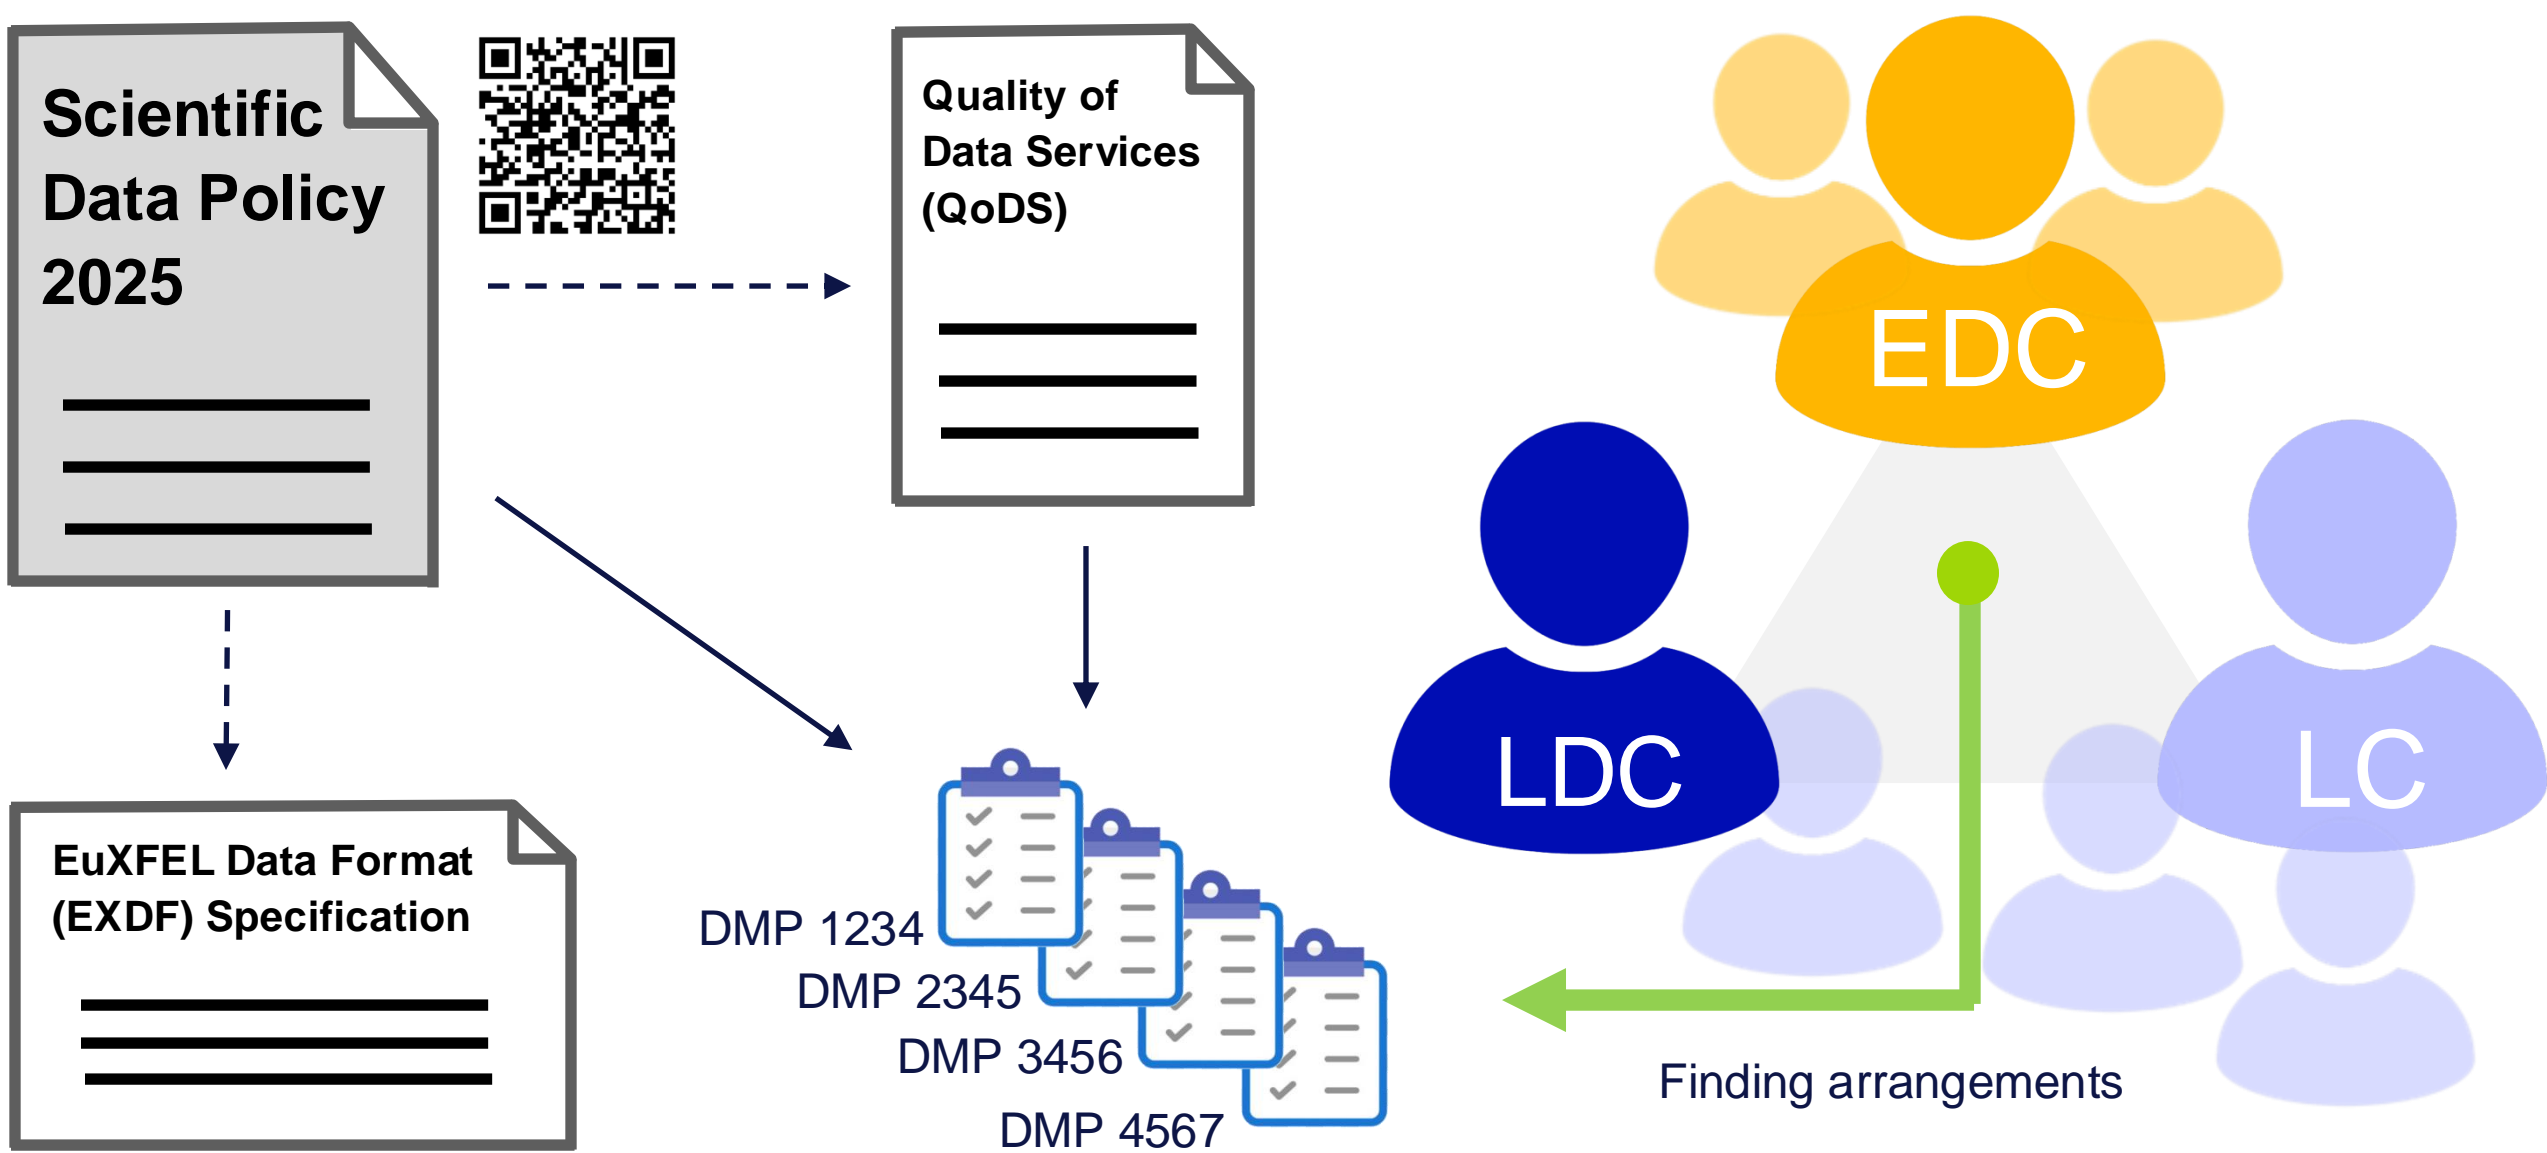 Scientific
Data Policy
2025
Quality of
Data Services
(QoDS)
EuXFEL Data Format
(EXDF) Specification
DMP 1234
DMP 2345
DMP 3456
DMP 4567
EDC
LDC
LC
Finding arrangements